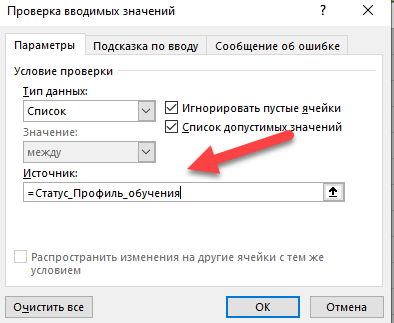 Проверка вводимых значений
Параметры
Подсказка по вводу
Сообщение об ошибке
Условие проверки
Тип данных:
Список
Игнорировать пустые ячейки
Значение:
Список допустимых значений
между
Источник:
=Статус_Профиль_обучения
Распространить изменения на другие ячейки с тем же
условием
Очистить все
ОК
Отмена